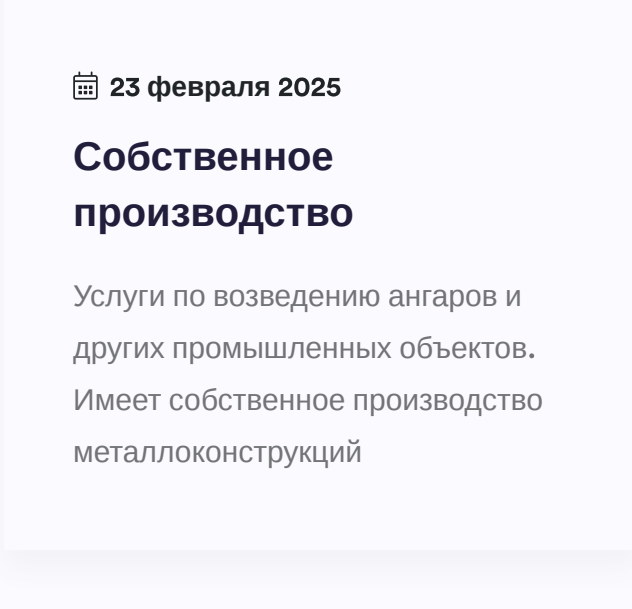 23 февраля 2025
Собственное
производство
Услуги по возведению ангаров и
других промышленных объектов.
Имеет собственное производство
металлоконструкций